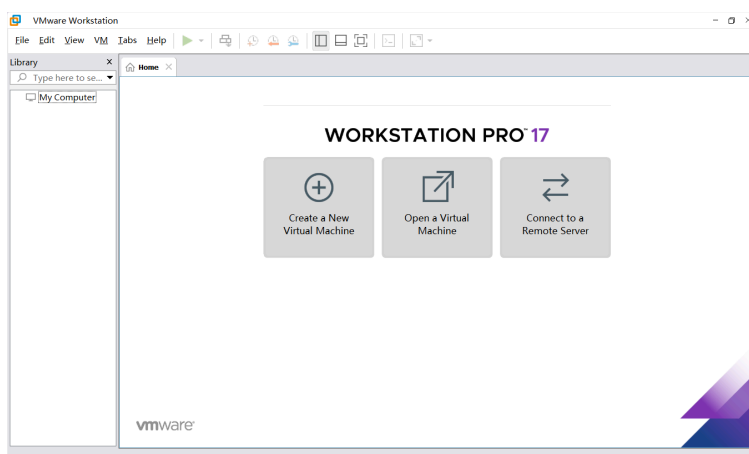 VMware Workstation
File Edit View VM Tabs Help
Library
Type here to se...
My Computer
Home
WORKSTATION PRO™ 17
Create a New
Virtual Machine
Open a Virtual
Machine
Connect to a
Remote Server
vmware®